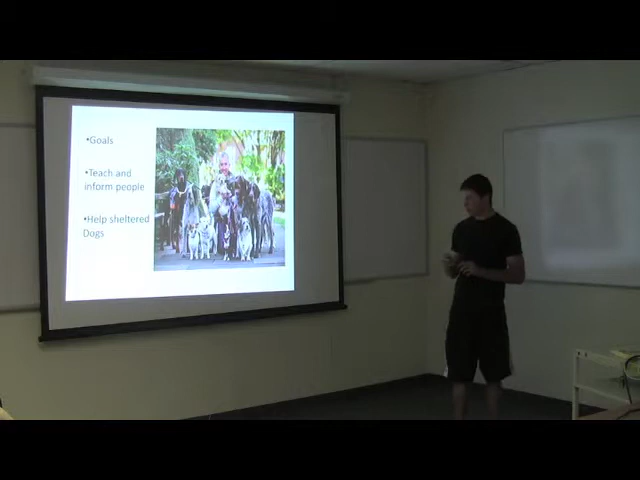 •Goals
•Teach and
inform people
•Help sheltered
Dogs